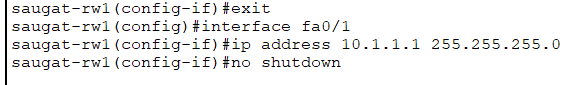 saugat-rw1(config-if)#exit
saugat-rw1(config)#interface fa0/1
saugat-rw1(config-if)#ip address 10.1.1.1 255.255.255.0
saugat-rw1(config-if)#no shutdown